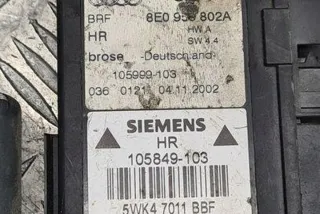 BBF 8E0 959 802A
HR HW A
SW 4.4
brose -Deutschland-
105999-103
036 0121 04.11.2002
SIEMENS
HR
105849-103
5WK4 7011 BBF